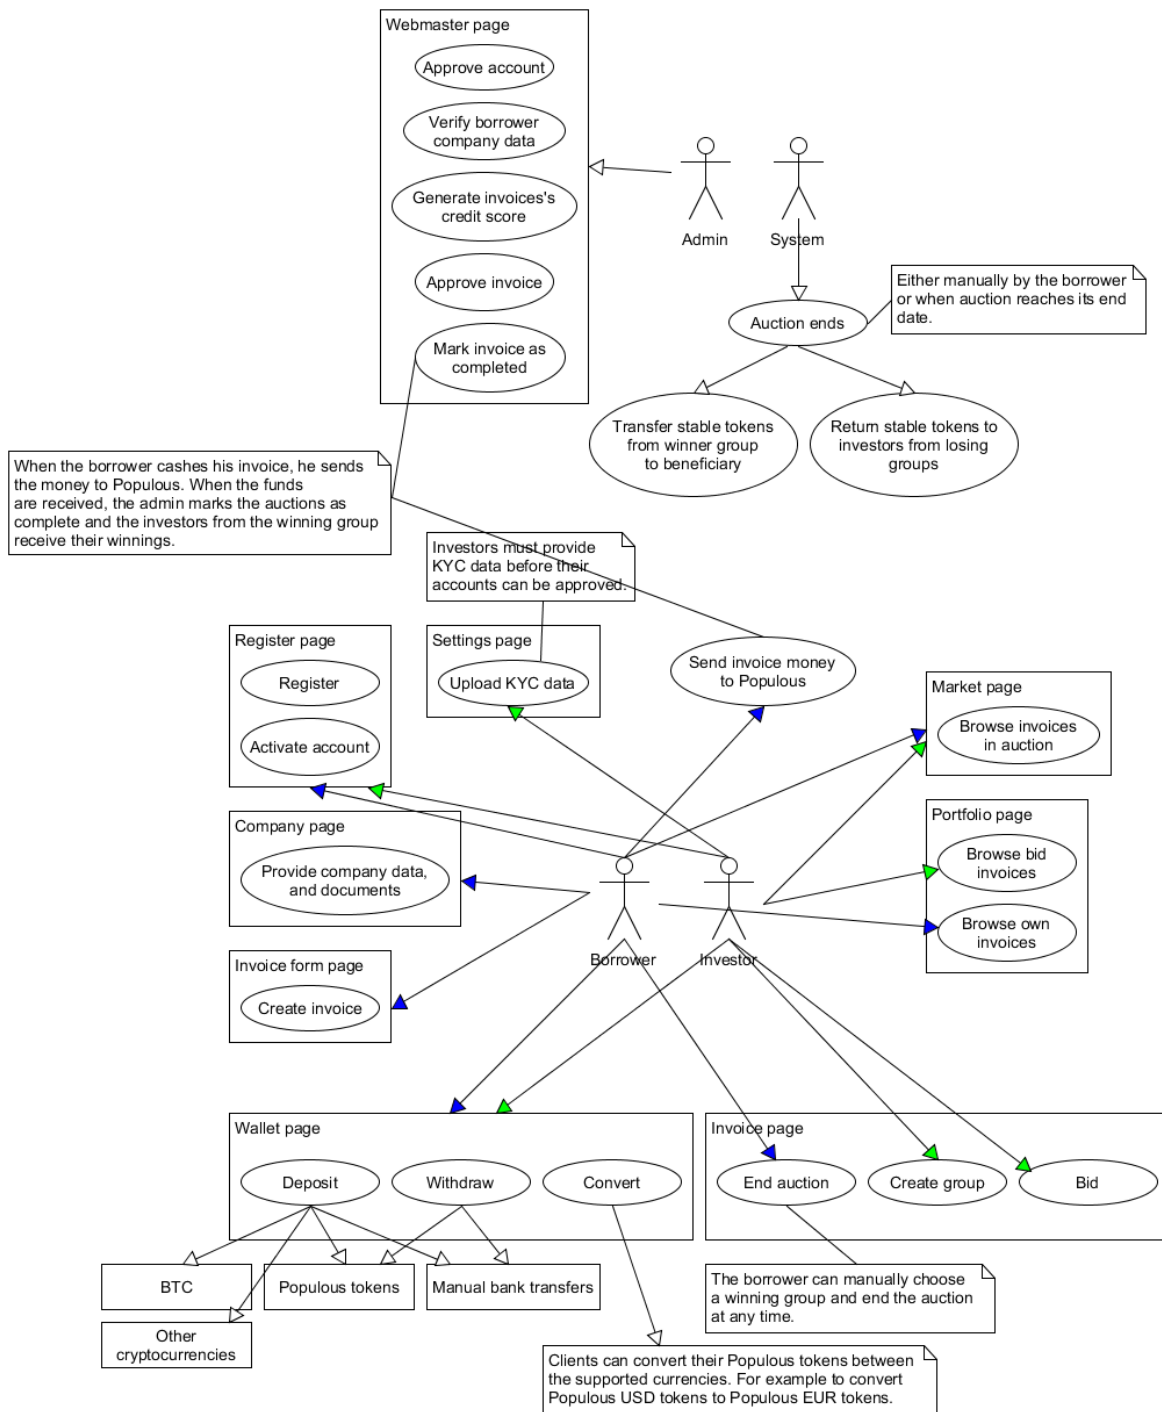 Webmaster page
Approve account
Verify borrower
company data
Generate invoices's
credit score
Approve invoice
Mark invoice as
completed
Admin
System
Either manually by the borrower
or when auction reaches its end
date.
Auction ends
Transfer stable tokens
from winner group
to beneficiary
Return stable tokens to
investors from losing
groups
When the borrower cashes his invoice, he sends
the money to Populous. When the funds
are received, the admin marks the auctions as
complete and the investors from the winning group
receive their winnings.
Investors must provide
KYC data before their
accounts can be approved.
Register page
Register
Activate account
Settings page
Upload KYC data
Send invoice money
to Populous
Market page
Browse invoices
in auction
Company page
Provide company data,
and documents
Portfolio page
Browse bid
invoices
Browse own
invoices
Borrower
Investor
Invoice form page
Create invoice
Wallet page
Deposit
Withdraw
Convert
Invoice page
End auction
Create group
Bid
BTC
Populous tokens
Manual bank transfers
Other
cryptocurrencies
The borrower can manually choose
a winning group and end the auction
at any time.
Clients can convert their Populous tokens between
the supported currencies. For example to convert
Populous USD tokens to Populous EUR tokens.